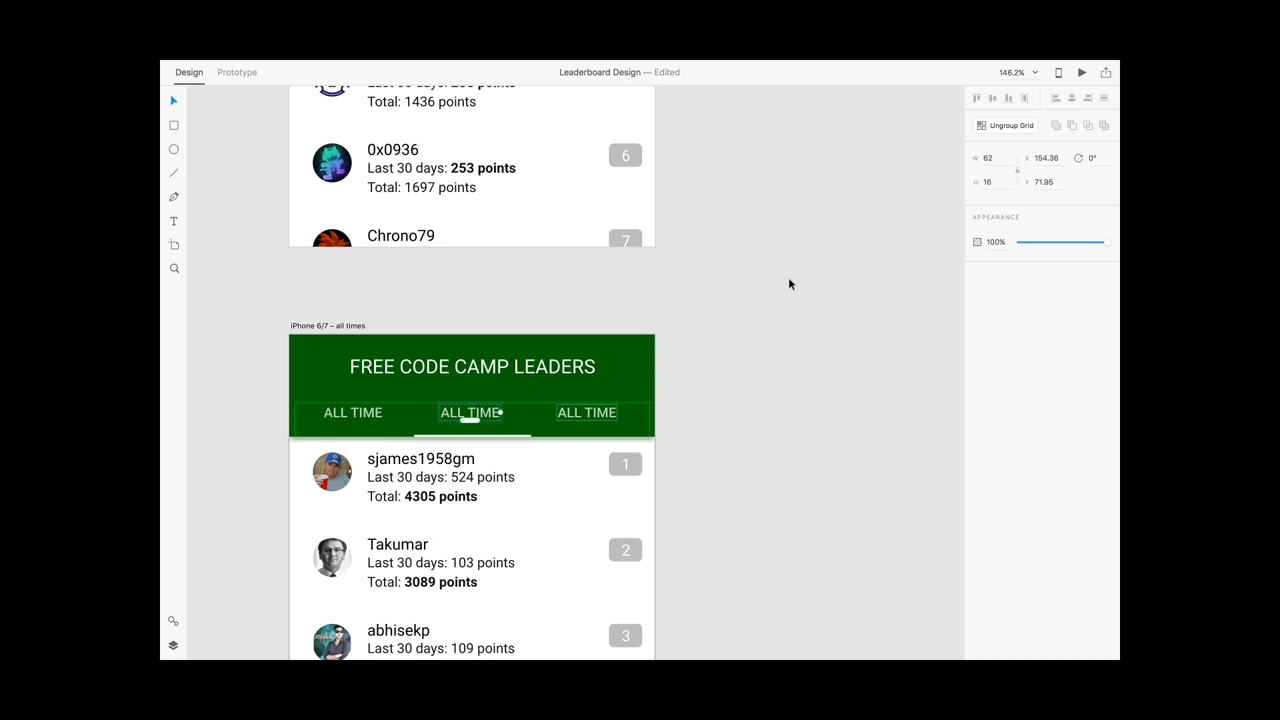 Design
Prototype
Leaderboard Design — Edited
146.2%
Total: 1436 points
0x0936
6
Last 30 days: 253 points
Total: 1697 points
Chrono79
7
Ungroup Grid
W 62
X 154.36
0°
H 16
Y 71.95
APPEARANCE
100%
iPhone 6/7 – all times
FREE CODE CAMP LEADERS
ALL TIME ALL TIME ALL TIME
sjames1958gm
1
Last 30 days: 524 points
Total: 4305 points
Takumar
2
Last 30 days: 103 points
Total: 3089 points
abhisekp
3
Last 30 days: 109 points